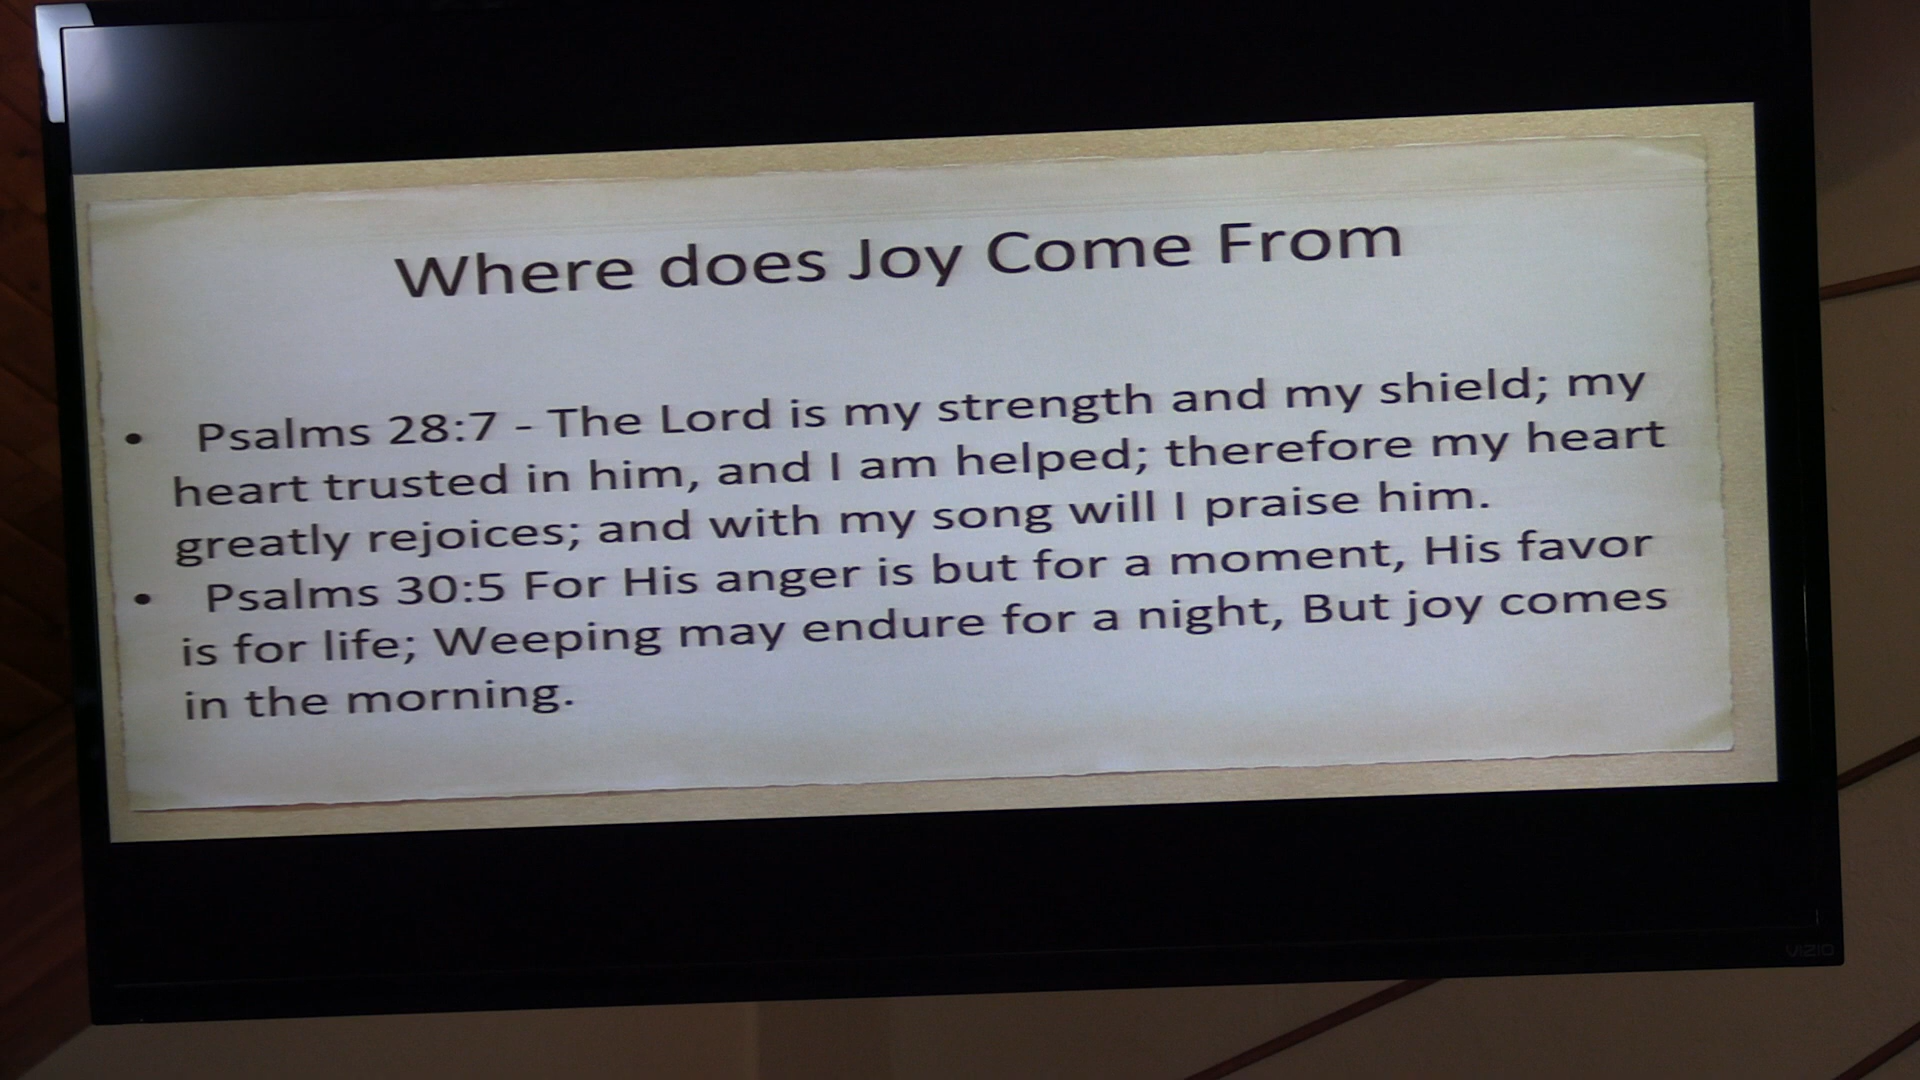 Where does Joy Come From
• Psalms 28:7 - The Lord is my strength and my shield; my
heart trusted in him, and I am helped; therefore my heart
greatly rejoices; and with my song will I praise him.
• Psalms 30:5 For His anger is but for a moment, His favor
is for life; Weeping may endure for a night, But joy comes
in the morning.
VIZIO